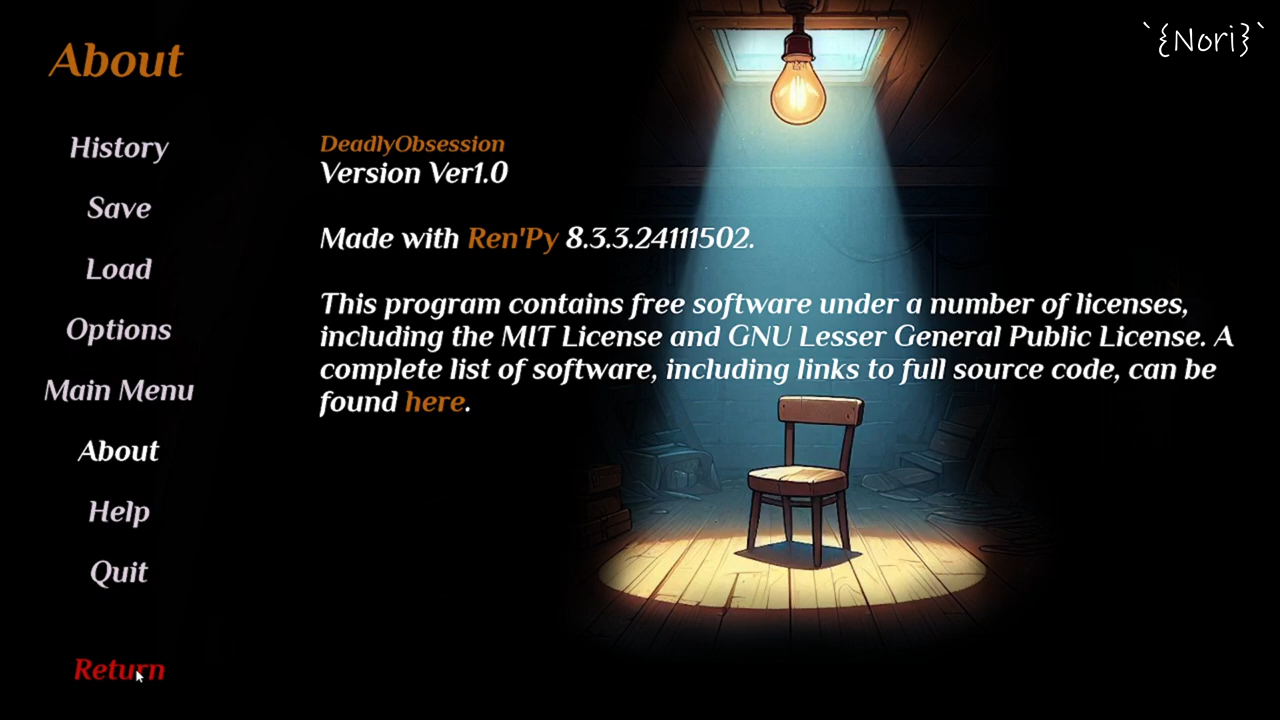 About
`{Nori}`
History
Save
Load
Options
Main Menu
About
Help
Quit
Return
DeadlyObsession
Version Ver1.0
Made with Ren'Py 8.3.3.24111502.
This program contains free software under a number of licenses,
including the MIT License and GNU Lesser General Public License. A
complete list of software, including links to full source code, can be
found here.